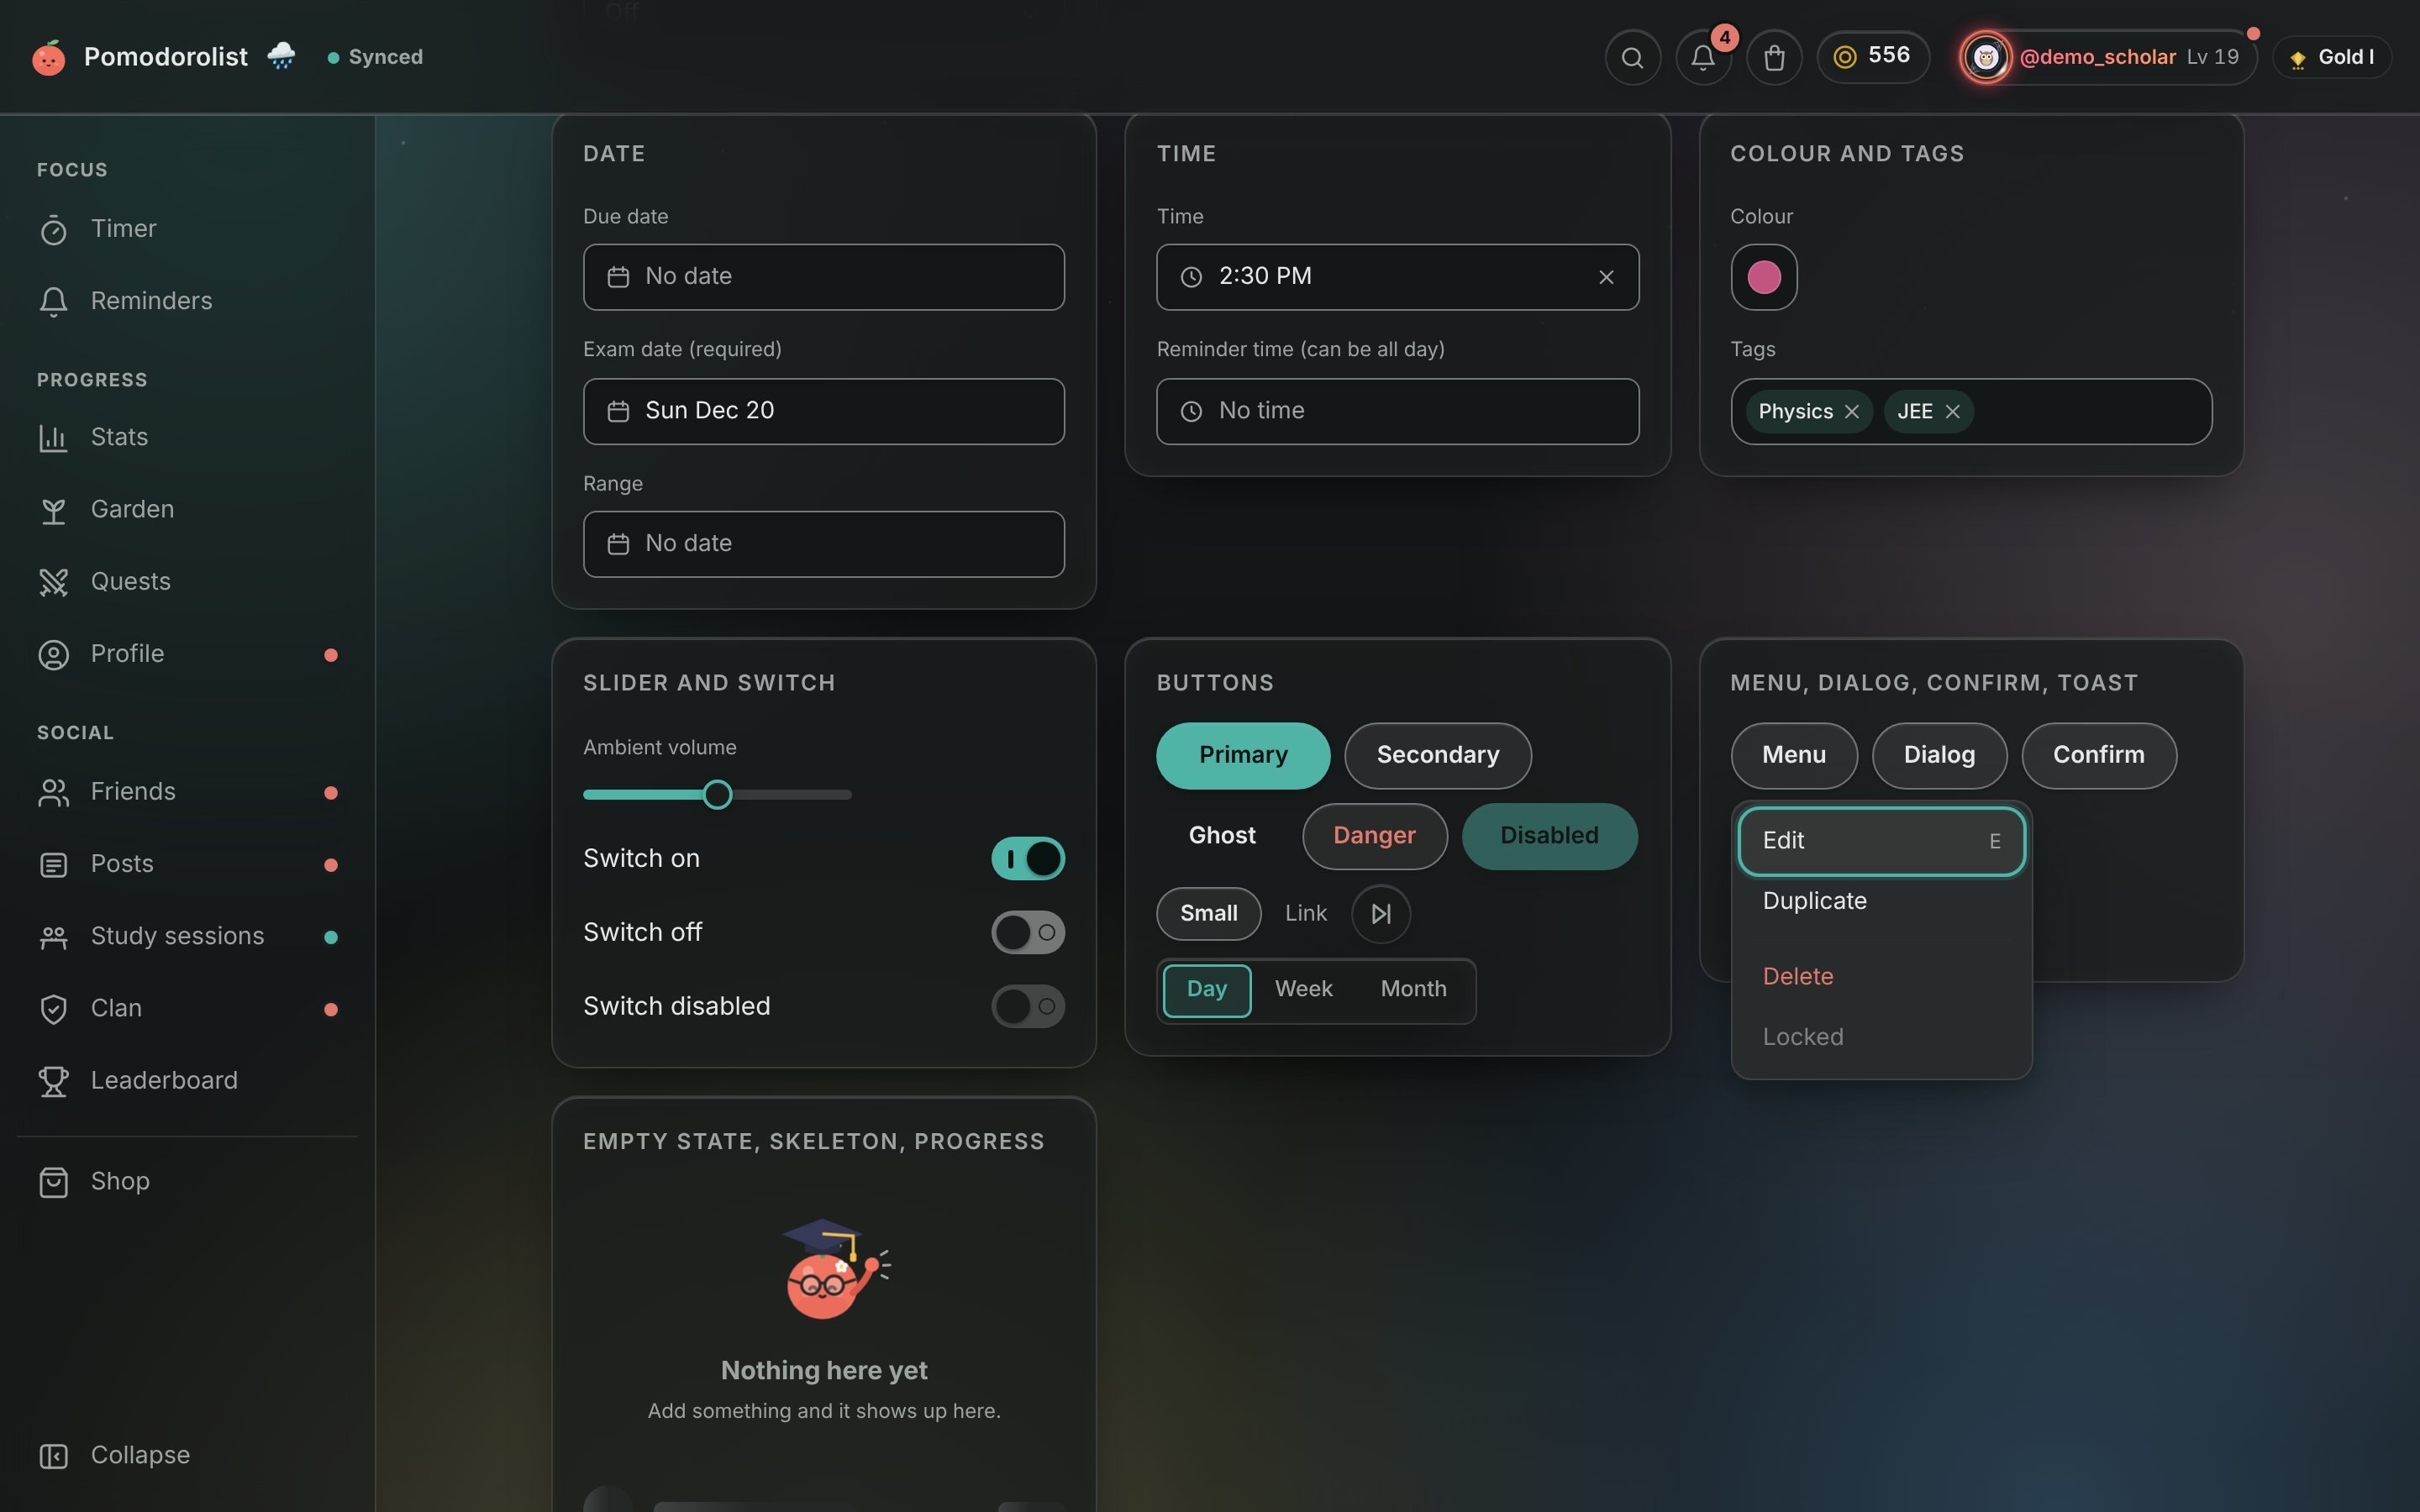 Off
Pomodorolist
Synced
4
556
@demo_scholar Lv 19
Gold I
FOCUS
Timer
Reminders
PROGRESS
Stats
Garden
Quests
Profile
SOCIAL
Friends
Posts
Study sessions
Clan
Leaderboard
Shop
Collapse
DATE
Due date
No date
Exam date (required)
Sun Dec 20
Range
No date
TIME
Time
2:30 PM
Reminder time (can be all day)
No time
COLOUR AND TAGS
Colour
Tags
Physics JEE
SLIDER AND SWITCH
Ambient volume
Switch on
Switch off
Switch disabled
BUTTONS
Primary Secondary
Ghost Danger Disabled
Small Link
Day Week Month
MENU, DIALOG, CONFIRM, TOAST
Menu Dialog Confirm
Edit E
Duplicate
Delete
Locked
EMPTY STATE, SKELETON, PROGRESS
Nothing here yet
Add something and it shows up here.